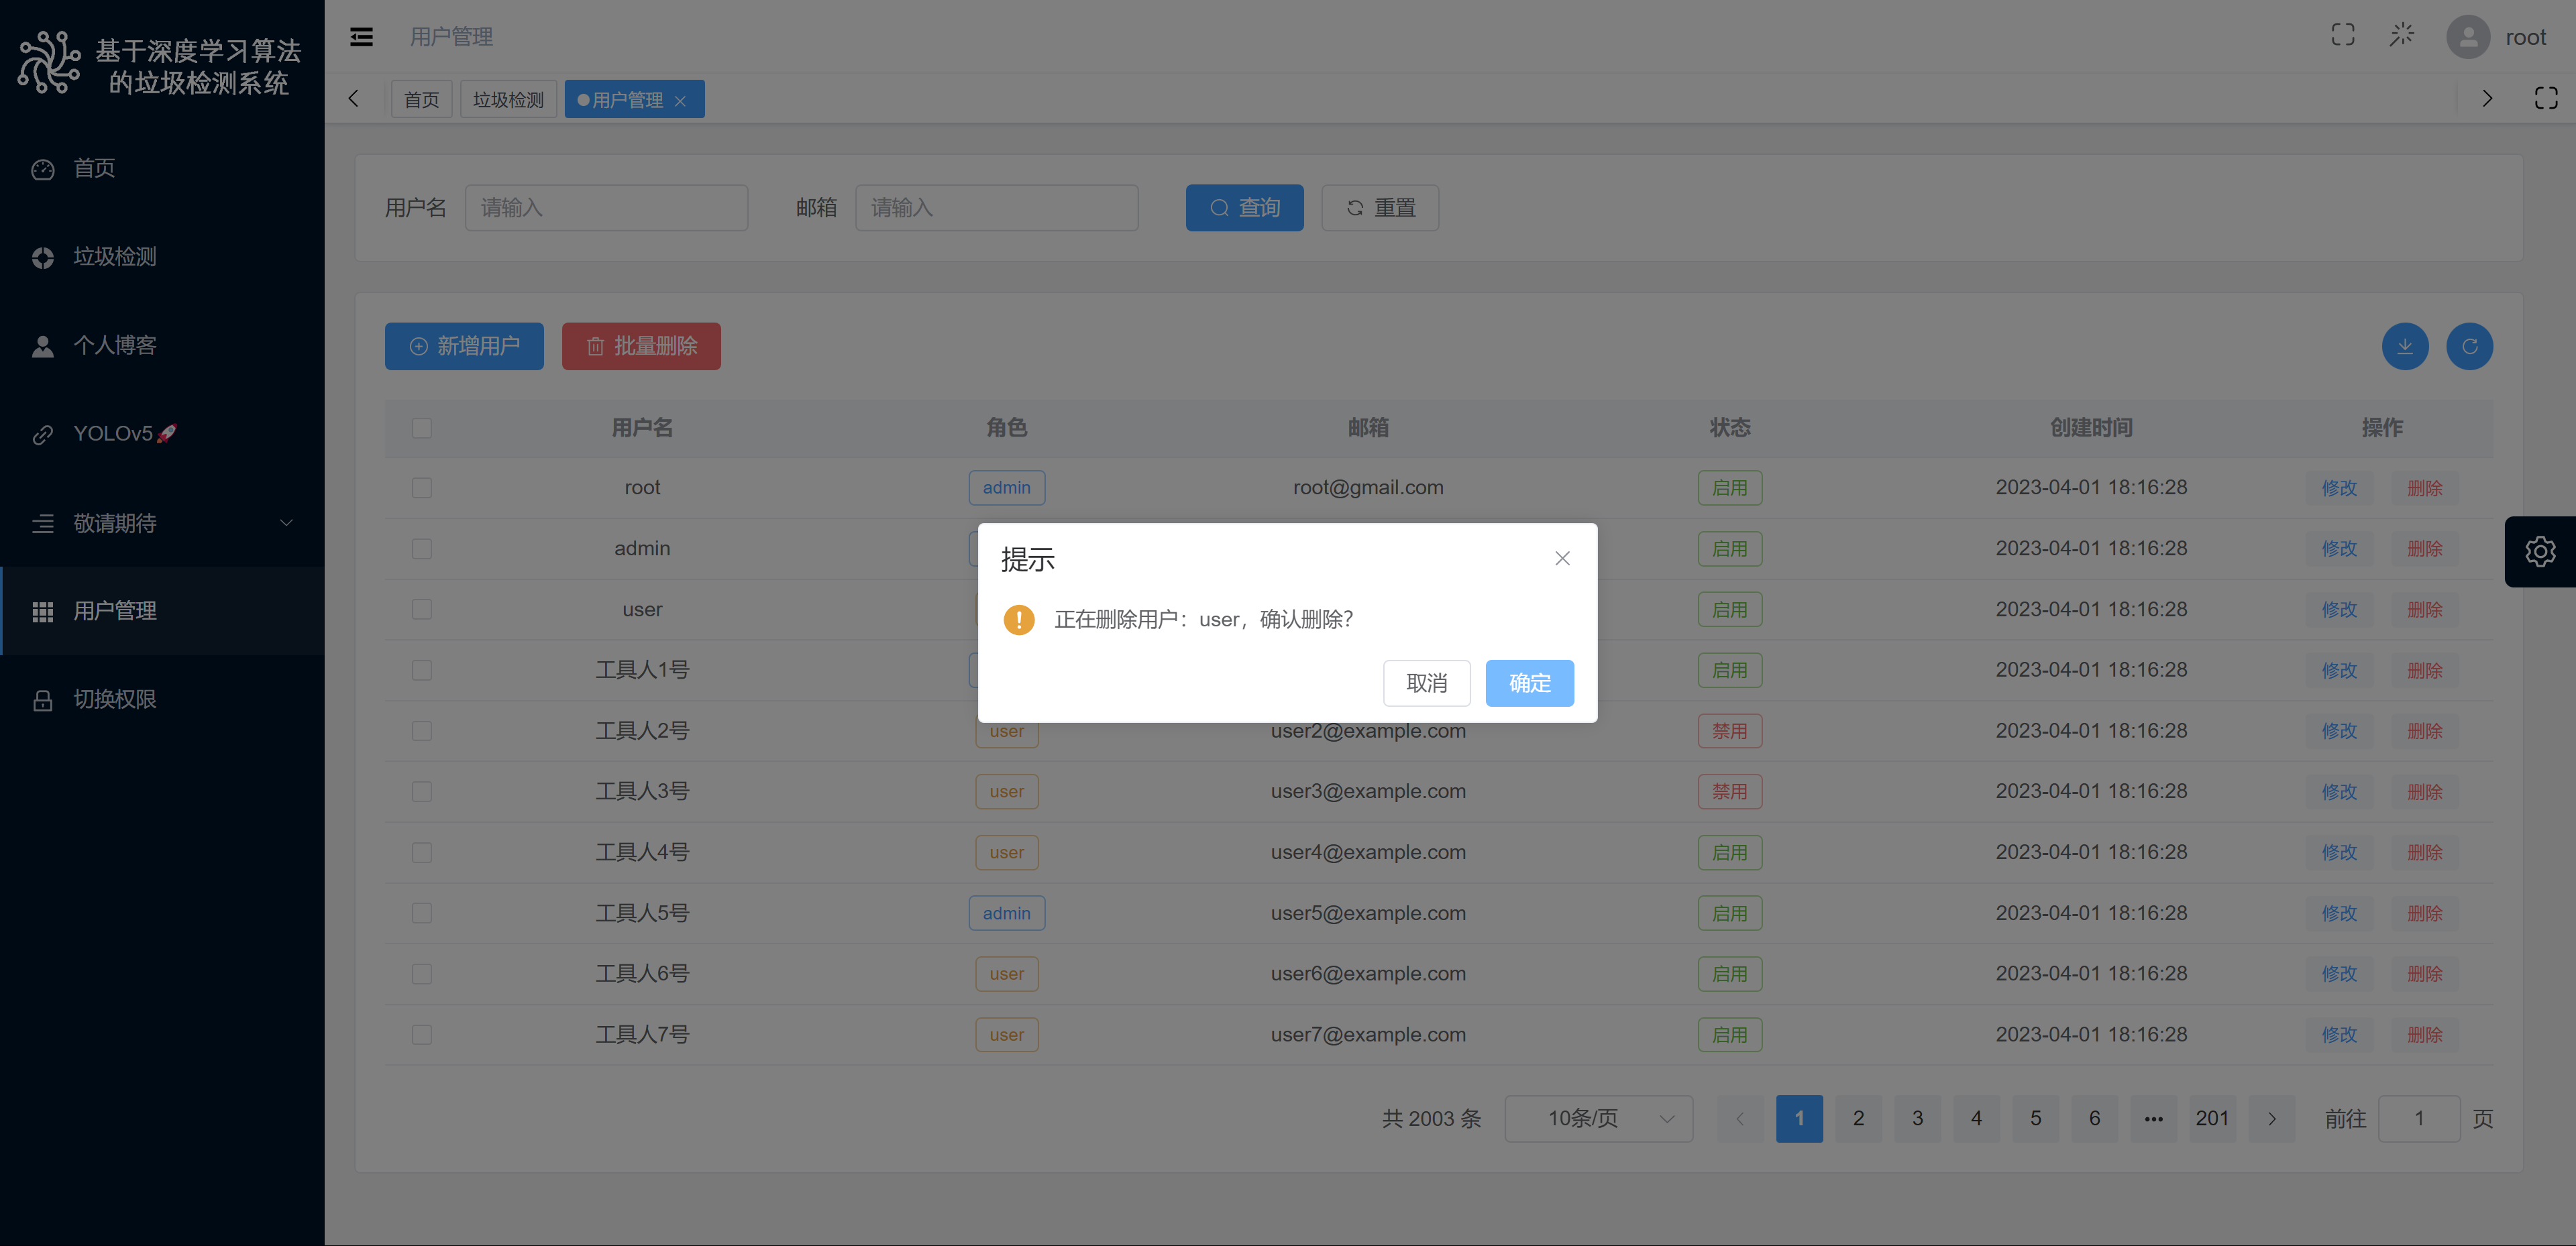 基于深度学习算法
的垃圾检测系统
首页
垃圾检测
个人博客
YOLOv5🚀
敬请期待
用户管理
切换权限
用户管理
root
首页 垃圾检测 用户管理
用户名 请输入 邮箱 请输入 查询 重置
新增用户 批量删除
用户名 角色 邮箱 状态 创建时间 操作
root admin root@gmail.com 启用 2023-04-01 18:16:28 修改 删除
admin 启用 2023-04-01 18:16:28 修改 删除
user 启用 2023-04-01 18:16:28 修改 删除
工具人1号 启用 2023-04-01 18:16:28 修改 删除
工具人2号 user user2@example.com 禁用 2023-04-01 18:16:28 修改 删除
工具人3号 user user3@example.com 禁用 2023-04-01 18:16:28 修改 删除
工具人4号 user user4@example.com 启用 2023-04-01 18:16:28 修改 删除
工具人5号 admin user5@example.com 启用 2023-04-01 18:16:28 修改 删除
工具人6号 user user6@example.com 启用 2023-04-01 18:16:28 修改 删除
工具人7号 user user7@example.com 启用 2023-04-01 18:16:28 修改 删除
共 2003 条 10条/页 1 2 3 4 5 6 ••• 201 前往 1 页
提示
正在删除用户：user，确认删除？
取消 确定